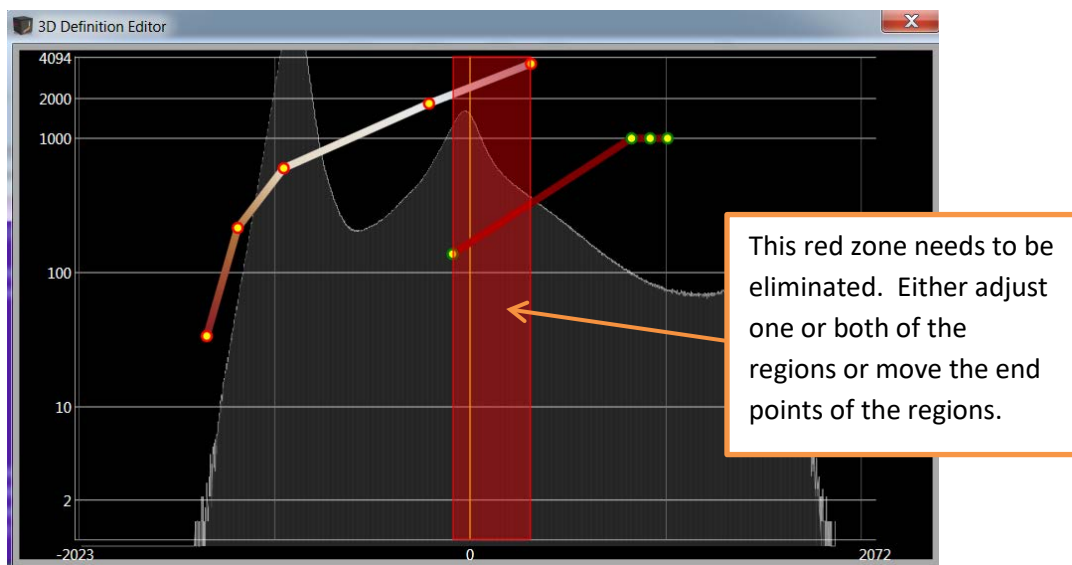 3D Definition Editor
X
4094
2000
1000
100
10
2
-2023
0
2072
This red zone needs to be
eliminated.  Either adjust
one or both of the
regions or move the end
points of the regions.